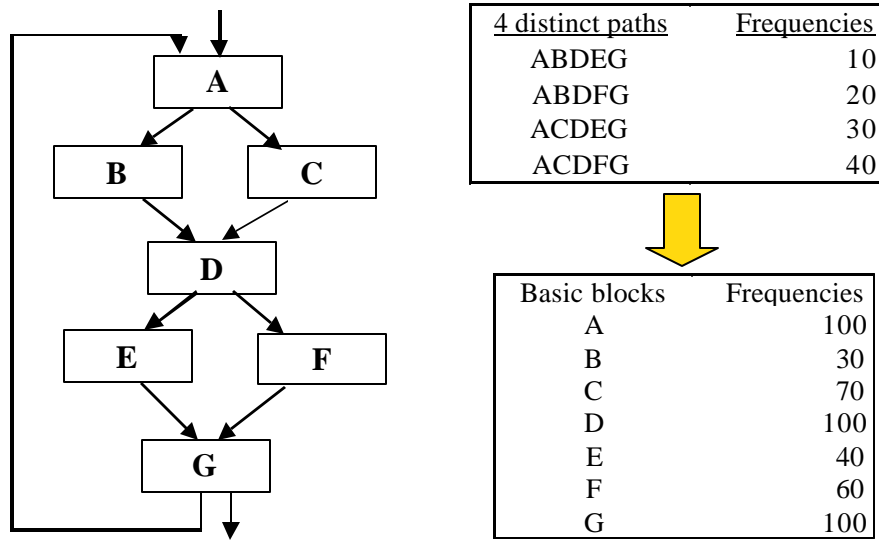 A
B C
D
E F
G
4 distinct paths Frequencies
ABDEG 10
ABDFG 20
ACDEG 30
ACDFG 40
Basic blocks Frequencies
A 100
B 30
C 70
D 100
E 40
F 60
G 100